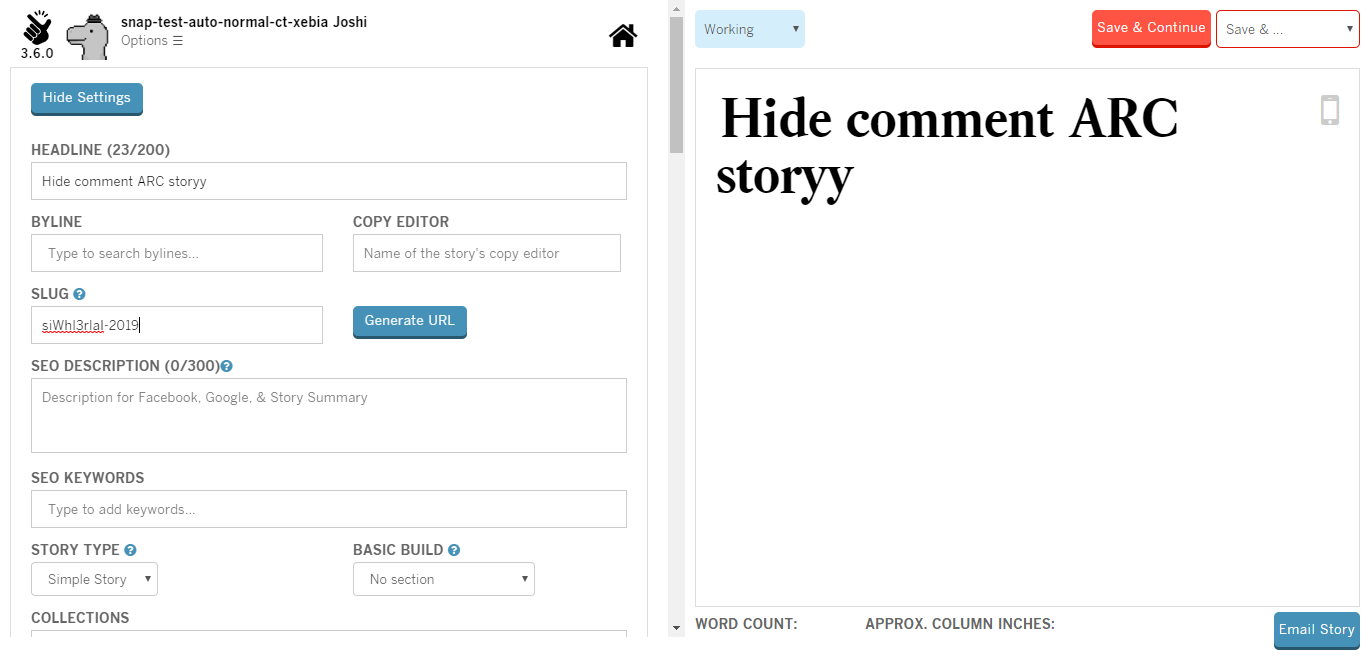 snap-test-auto-normal-ct-xebia Joshi
Options ☰
3.6.0
Hide Settings
HEADLINE (23/200)
Hide comment ARC storyy
BYLINE
COPY EDITOR
Type to search bylines...
Name of the story's copy editor
SLUG
siWhl3rlaI-2019
Generate URL
SEO DESCRIPTION (0/300)
Description for Facebook, Google, & Story Summary
SEO KEYWORDS
Type to add keywords...
STORY TYPE
BASIC BUILD
Simple Story
No section
COLLECTIONS
Working
Save & Continue
Save & ...
Hide comment ARC
storyy
WORD COUNT:
APPROX. COLUMN INCHES:
Email Story